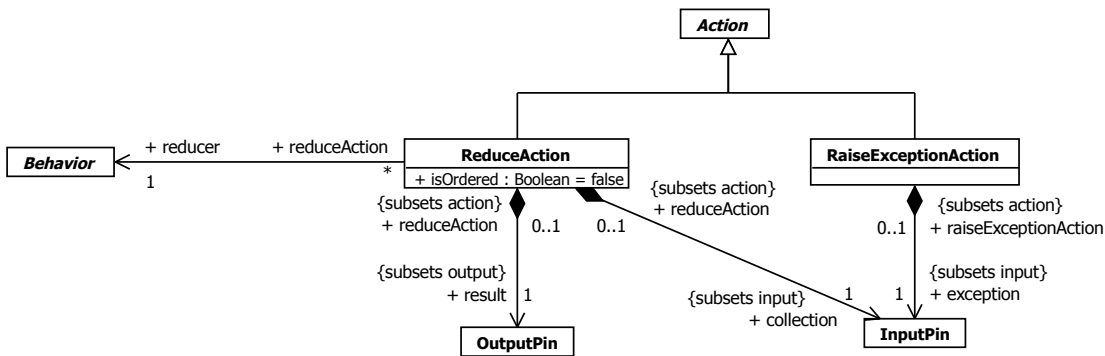 Action
+ reducer
+ reduceAction
Behavior
1
*
ReduceAction
+ isOrdered : Boolean = false
RaiseExceptionAction
{subsets action}
+ reduceAction
0..1
0..1
{subsets action}
+ reduceAction
0..1
{subsets action}
+ raiseExceptionAction
{subsets output}
+ result
1
{subsets input}
+ collection
1
1
{subsets input}
+ exception
OutputPin
InputPin